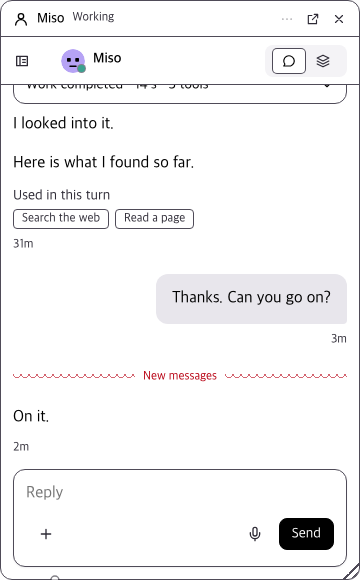 Miso Working
Miso
Work completed 14 s 3 tools
I looked into it.
Here is what I found so far.
Used in this turn
Search the web Read a page
31m
Thanks. Can you go on?
3m
New messages
On it.
2m
Reply
Send